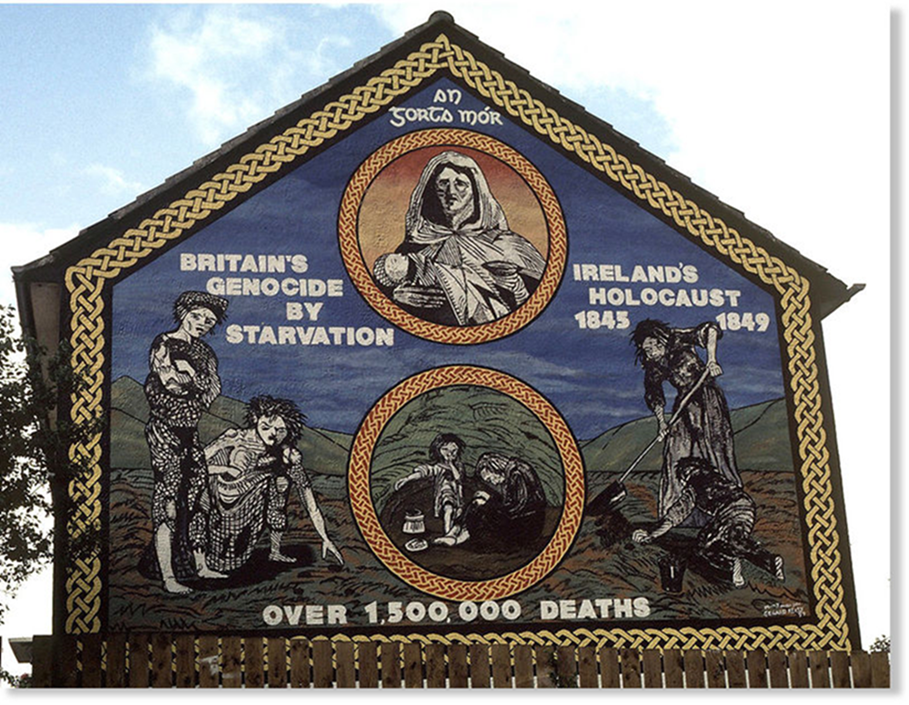 an
gorta mór
BRITAIN'S
GENOCIDE
BY
STARVATION
IRELAND'S
HOLOCAUST
1845 1849
OVER 1,500,000 DEATHS